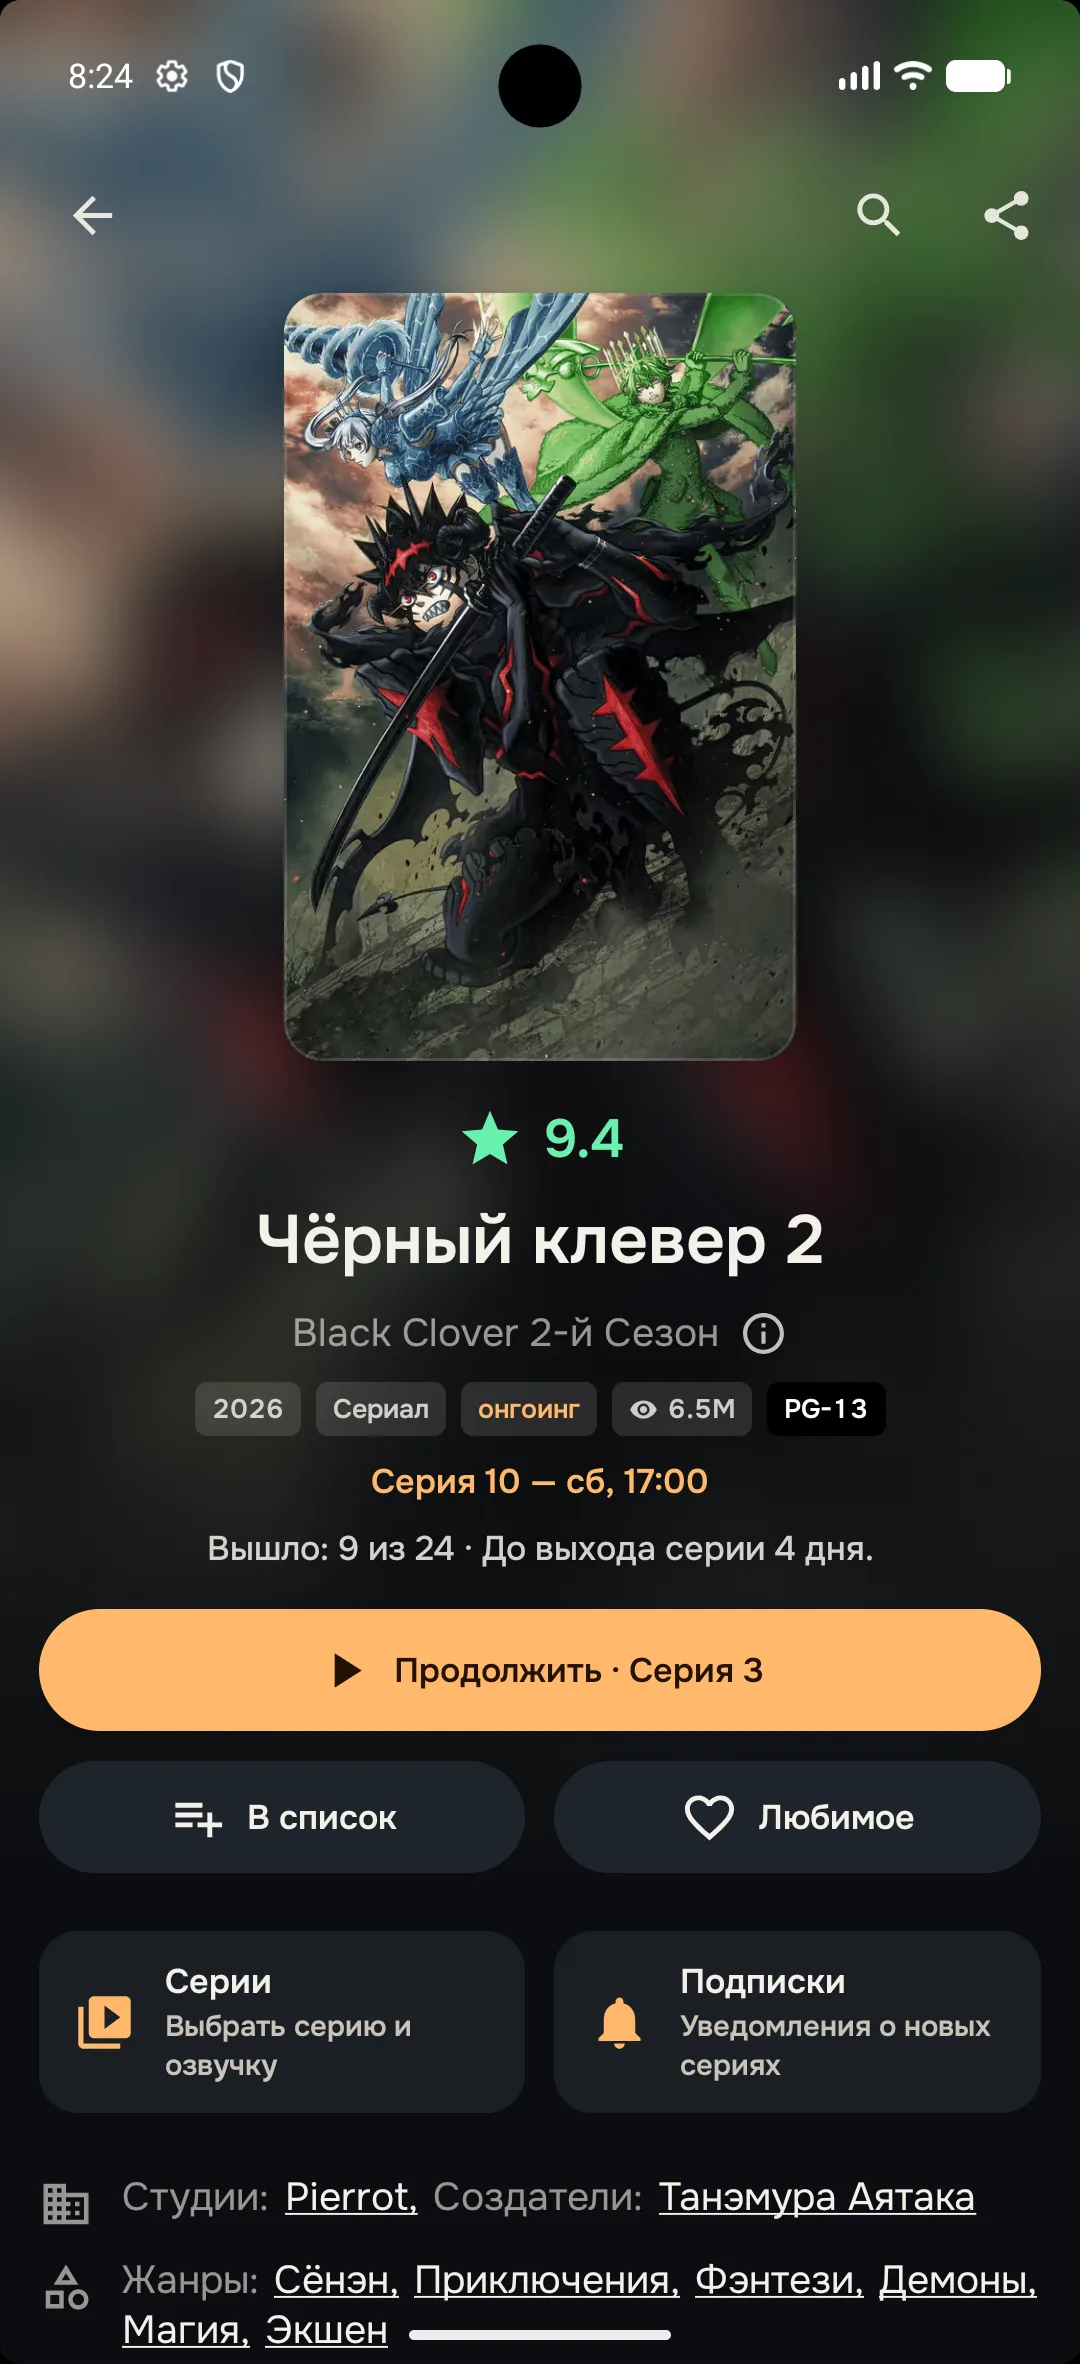 8:24
9.4
Чёрный клевер 2
Black Clover 2-й Сезон
2026 Сериал онгоинг 6.5M PG-13
Серия 10 — сб, 17:00
Вышло: 9 из 24 · До выхода серии 4 дня.
Продолжить · Серия 3
В список
Любимое
Серии
Выбрать серию и
озвучку
Подписки
Уведомления о новых
сериях
Студии: Pierrot, Создатели: Танэмура Аятака
Жанры: Сёнэн, Приключения, Фэнтези, Демоны,
Магия, Экшен